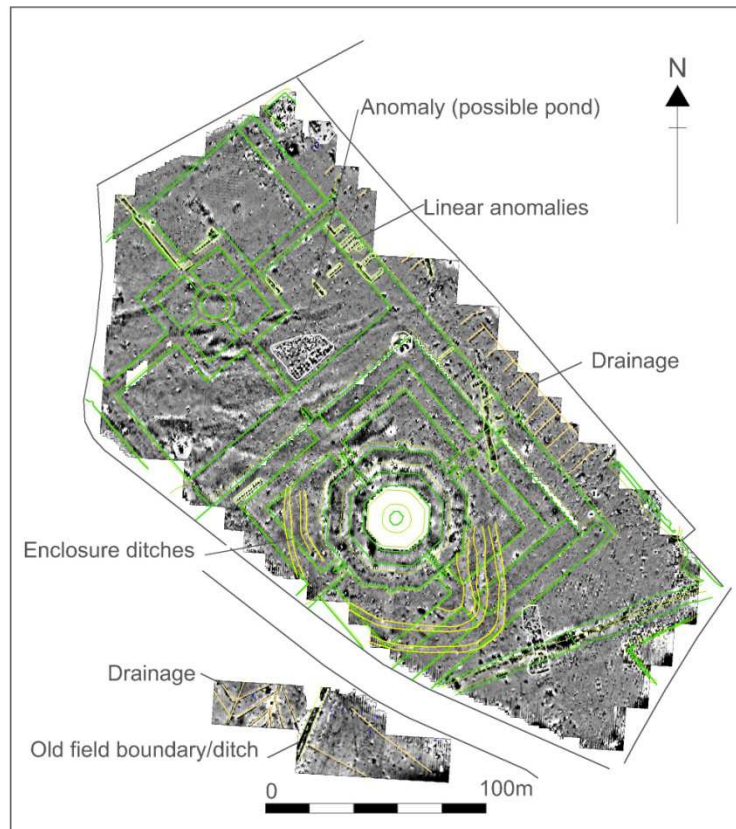 N
Anomaly (possible pond)
Linear anomalies
Drainage
Enclosure ditches
Drainage
Old field boundary/ditch
0 100m